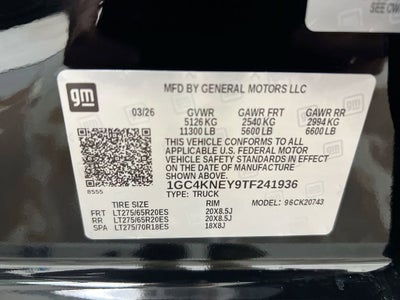 SEE OW
gm
MFD BY GENERAL MOTORS LLC
03/26 GVWR GAWR FRT GAWR RR
5126 KG 2540 KG 2994 KG
11300 LB 5600 LB 6600 LB
THIS VEHICLE CONFORMS TO ALL
APPLICABLE U.S. FEDERAL MOTOR
VEHICLE SAFETY STANDARDS
IN EFFECT ON THE DATE OF
MANUFACTURE SHOWN ABOVE.
1GC4KNEY9TF241936
8555 TYPE: TRUCK
MODEL: 96CK20743
TIRE SIZE RIM
FRT LT275/65R20ES 20X8.5J
RR LT275/65R20ES 20X8.5J
SPA LT275/70R18ES 18X8J